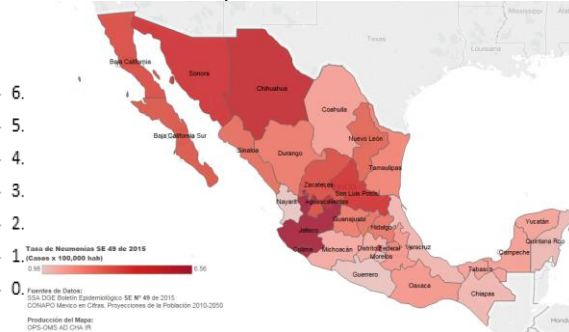 Mississippi
Texas
Louisiana
Baja California
Sonora
Chihuahua
Coahuila
Baja California Sur
Nuevo León
Sinaloa
Durango
Tamaulipas
Zacatecas
San Luis Potosí
Nayarit
Aguascalientes
Guanajuato
Hidalgo
Yucatán
Jalisco
Quintana Roo
Colima
Michoacán
Distrito Federal
Veracruz
Campeche
Morelos
Tabasco
Guerrero
Oaxaca
Chiapas
6.
5.
4.
3.
2.
1.
0.
Tasa de Neumonías SE 49 de 2015
(Casos x 100,000 hab)
0.98
6.56
Fuentes de Datos:
SSA DGE Boletín Epidemiológico SE Nº 49 de 2015
CONAPO Mexico en Cifras, Proyecciones de la Población 2010-2050
Producción del Mapa:
OPS-OMS AD CHA IR